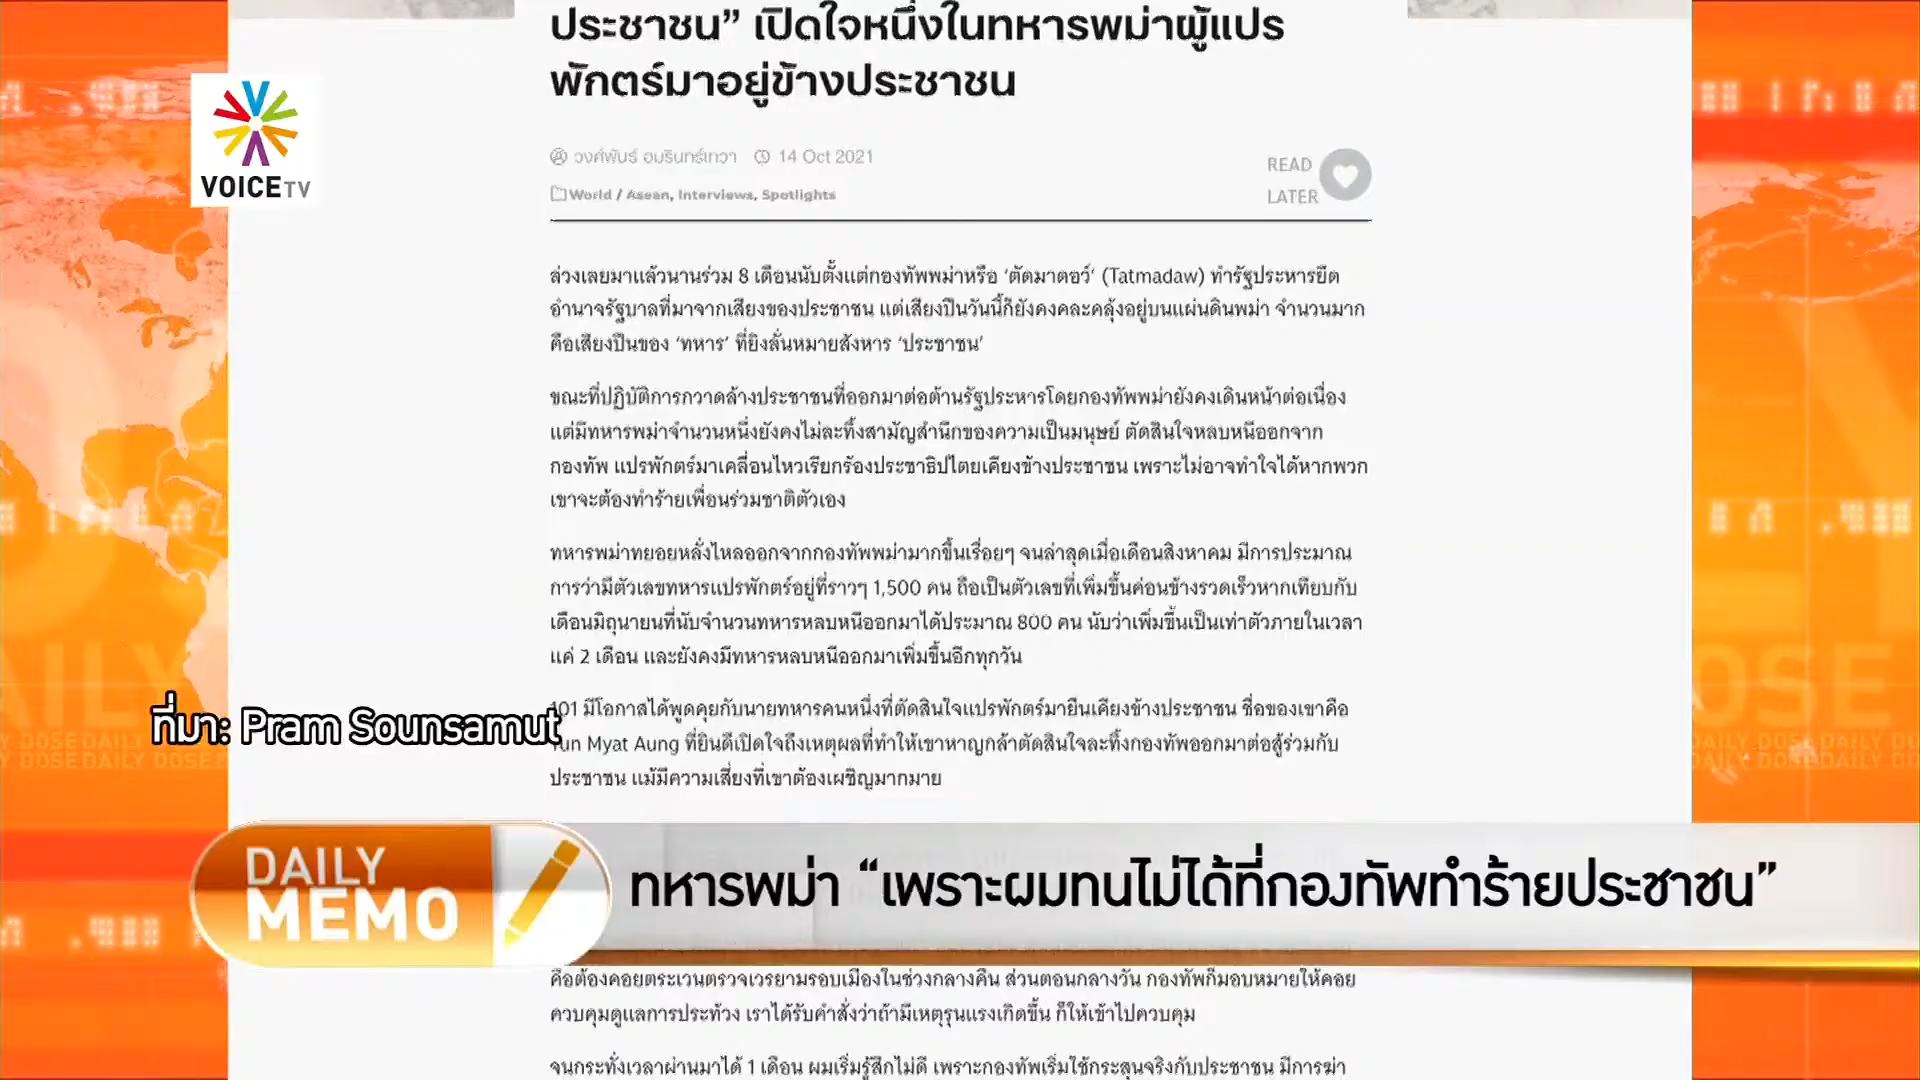 ประชาชน” เปิดใจหนึ่งในทหารพม่าผู้แปร
พักตร์มาอยู่ข้างประชาชน
VOICE TV
วงศ์พันธ์ อมรินทร์เทวา 14 Oct 2021
World / Asean, Interviews, Spotlights
READ
LATER
ล่วงเลยมาแล้วนานร่วม 8 เดือนนับตั้งแต่กองทัพพม่าหรือ ‘ตัตมาดอว์’ (Tatmadaw) ทำรัฐประหารยึด
อำนาจรัฐบาลที่มาจากเสียงของประชาชน แต่เสียงปืนวันนี้ก็ยังคงคละคลุ้งอยู่บนแผ่นดินพม่า จำนวนมาก
คือเสียงปืนของ ‘ทหาร’ ที่ยิงลั่นหมายสังหาร ‘ประชาชน’
ขณะที่ปฏิบัติการกวาดล้างประชาชนที่ออกมาต่อต้านรัฐประหารโดยกองทัพพม่ายังคงเดินหน้าต่อเนื่อง
แต่มีทหารพม่าจำนวนหนึ่งยังคงไม่ละทิ้งสามัญสำนึกของความเป็นมนุษย์ ตัดสินใจหลบหนีออกจาก
กองทัพ แปรพักตร์มาเคลื่อนไหวเรียกร้องประชาธิปไตยเคียงข้างประชาชน เพราะไม่อาจทำใจได้หากพวก
เขาจะต้องทำร้ายเพื่อนร่วมชาติตัวเอง
ทหารพม่าทยอยหลั่งไหลออกจากกองทัพพม่ามากขึ้นเรื่อยๆ จนล่าสุดเมื่อเดือนสิงหาคม มีการประมาณ
การว่ามีตัวเลขทหารแปรพักตร์อยู่ที่ราวๆ 1,500 คน ถือเป็นตัวเลขที่เพิ่มขึ้นค่อนข้างรวดเร็วหากเทียบกับ
เดือนมิถุนายนที่นับจำนวนทหารหลบหนีออกมาได้ประมาณ 800 คน นับว่าเพิ่มขึ้นเป็นเท่าตัวภายในเวลา
แค่ 2 เดือน และยังคงมีทหารหลบหนีออกมาเพิ่มขึ้นอีกทุกวัน
101 มีโอกาสได้พูดคุยกับนายทหารคนหนึ่งที่ตัดสินใจแปรพักตร์มายืนเคียงข้างประชาชน ชื่อของเขาคือ
ที่มา: Pram Sounsamut
Tun Myat Aung ที่ยินดีเปิดใจถึงเหตุผลที่ทำให้เขาหาญกล้าตัดสินใจละทิ้งกองทัพออกมาต่อสู้ร่วมกับ
ประชาชน แม้มีความเสี่ยงที่เขาต้องเผชิญมากมาย
DAILY
MEMO
ทหารพม่า “เพราะผมทนไม่ได้ที่กองทัพทำร้ายประชาชน”
คือต้องคอยตระเวนตรวจเวรยามรอบเมืองในช่วงกลางคืน ส่วนตอนกลางวัน กองทัพก็มอบหมายให้คอย
ควบคุมดูแลการประท้วง เราได้รับคำสั่งว่าถ้ามีเหตุรุนแรงเกิดขึ้น ก็ให้เข้าไปควบคุม
จนกระทั่งเวลาผ่านมาได้ 1 เดือน ผมเริ่มรู้สึกไม่ดี เพราะกองทัพเริ่มใช้กระสุนจริงกับประชาชน มีการฆ่า